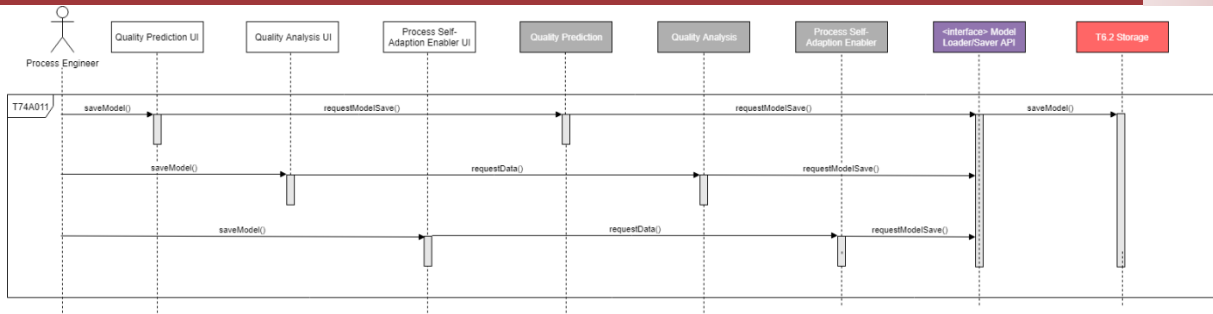 Process Engineer
Quality Prediction UI
Quality Analysis UI
Process Self-
Adaption Enabler UI
Quality Prediction
Quality Analysis
Process Self-
Adaption Enabler
<interface> Model
Loader/Saver API
T6.2 Storage
T74A011
saveModel()
requestModelSave()
requestModelSave()
saveModel()
saveModel()
requestData()
requestModelSave()
saveModel()
requestData()
requestModelSave()